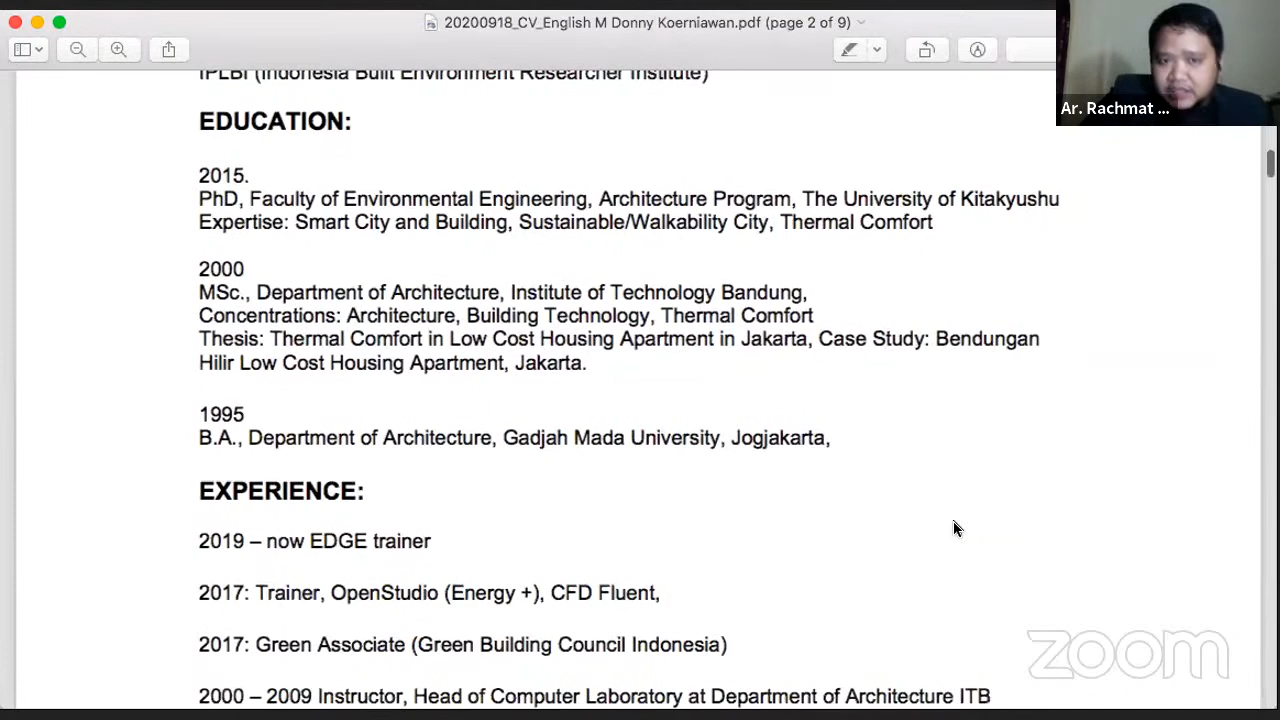 20200918_CV_English M Donny Koerniawan.pdf (page 2 of 9)
Ar. Rachmat ...
IPLBI (Indonesia Built Environment Researcher Institute)
EDUCATION:
2015.
PhD, Faculty of Environmental Engineering, Architecture Program, The University of Kitakyushu
Expertise: Smart City and Building, Sustainable/Walkability City, Thermal Comfort
2000
MSc., Department of Architecture, Institute of Technology Bandung,
Concentrations: Architecture, Building Technology, Thermal Comfort
Thesis: Thermal Comfort in Low Cost Housing Apartment in Jakarta, Case Study: Bendungan
Hilir Low Cost Housing Apartment, Jakarta.
1995
B.A., Department of Architecture, Gadjah Mada University, Jogjakarta,
EXPERIENCE:
2019 – now EDGE trainer
2017: Trainer, OpenStudio (Energy +), CFD Fluent,
2017: Green Associate (Green Building Council Indonesia)
zoom
2000 – 2009 Instructor, Head of Computer Laboratory at Department of Architecture ITB